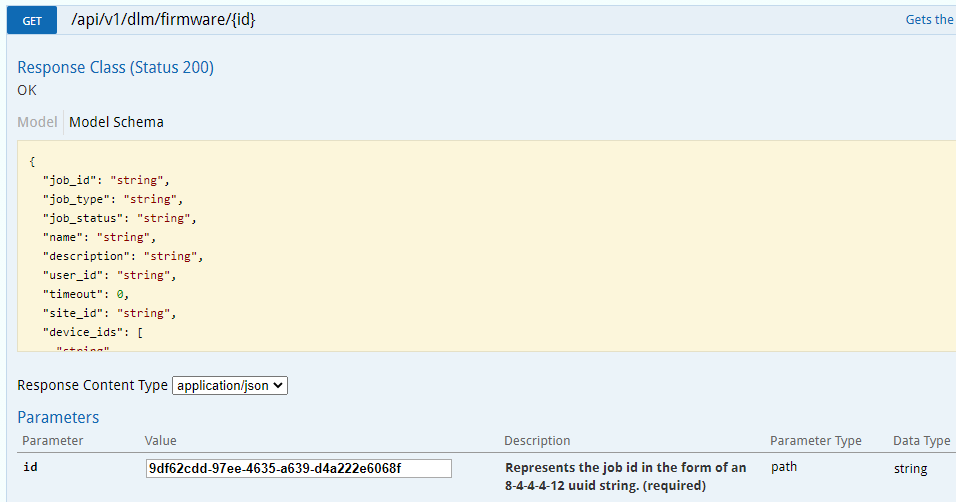 GET /api/v1/dlm/firmware/{id} Gets the
Response Class (Status 200)
OK
Model Model Schema
{
"job_id": "string",
"job_type": "string",
"job_status": "string",
"name": "string",
"description": "string",
"user_id": "string",
"timeout": 0,
"site_id": "string",
"device_ids": [
"string"
Response Content Type application/json
Parameters
Parameter Value Description Parameter Type Data Type
id 9df62cdd-97ee-4635-a639-d4a222e6068f Represents the job id in the form of an path string
8-4-4-4-12 uuid string. (required)